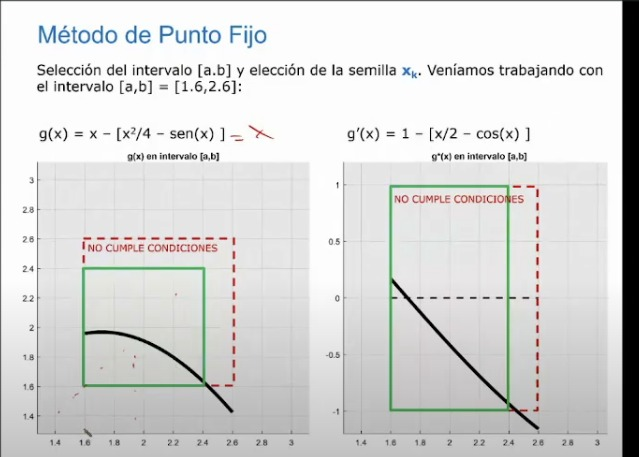 Método de Punto Fijo
Selección del intervalo [a.b] y elección de la semilla xₖ. Veníamos trabajando con
el intervalo [a,b] = [1.6,2.6]:
g(x) = x – [x²/4 – sen(x) ] = x
g’(x) = 1 – [x/2 – cos(x) ]
g(x) en intervalo [a,b]
3
2.8
2.6
2.4
2.2
2
1.8
1.6
1.4
NO CUMPLE CONDICIONES
1.4 1.6 1.8 2 2.2 2.4 2.6 2.8 3
g'(x) en intervalo [a,b]
1
0.5
0
-0.5
-1
NO CUMPLE CONDICIONES
1.4 1.6 1.8 2 2.2 2.4 2.6 2.8 3